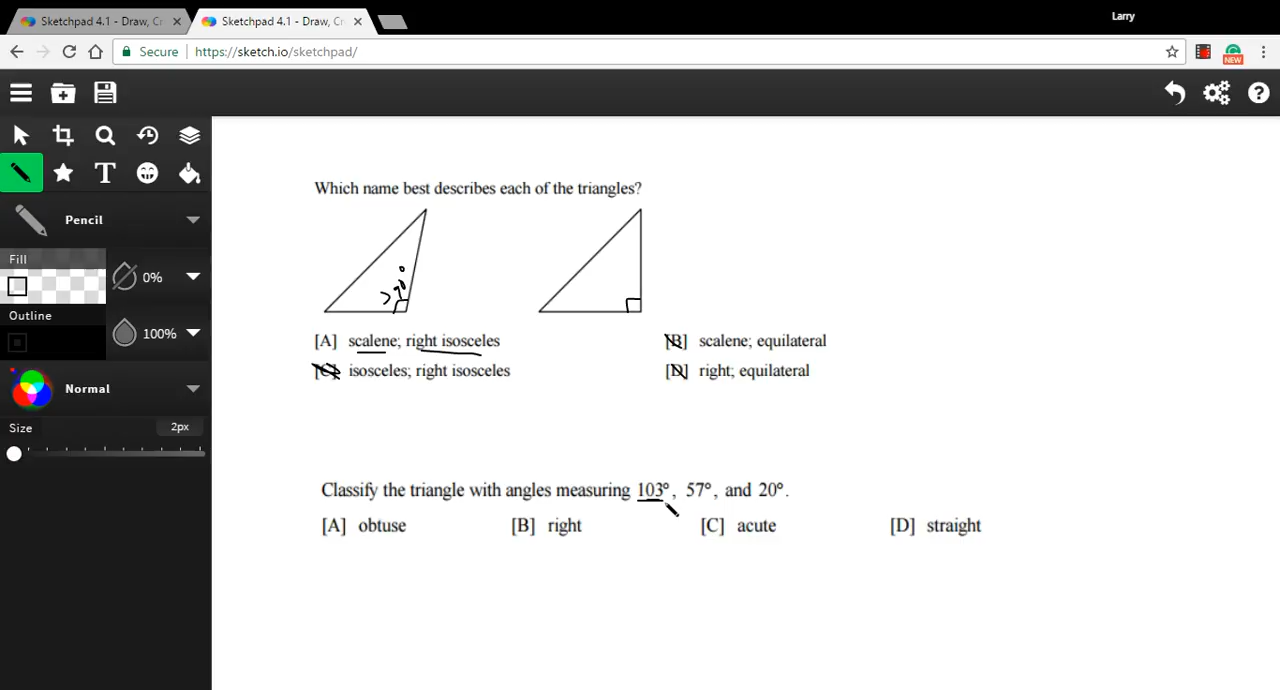 Larry
Sketchpad 4.1 - Draw, Cr
Sketchpad 4.1 - Draw, Cr
Secure
https://sketch.io/sketchpad/
NEW
T
Pencil
Fill
0%
Outline
100%
Normal
Size
2px
Which name best describes each of the triangles?
>90°
[A] scalene; right isosceles
[B] scalene; equilateral
[C] isosceles; right isosceles
[D] right; equilateral
Classify the triangle with angles measuring 103°, 57°, and 20°.
[A] obtuse
[B] right
[C] acute
[D] straight